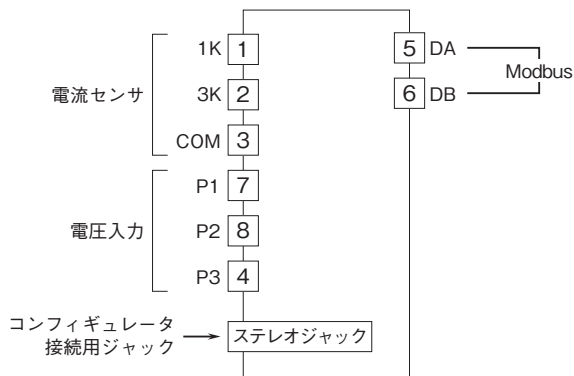 1K 1
電流センサ
3K 2
COM 3
P1 7
電圧入力
P2 8
P3 4
コンフィギュレータ
接続用ジャック
ステレオジャック
5 DA
Modbus
6 DB